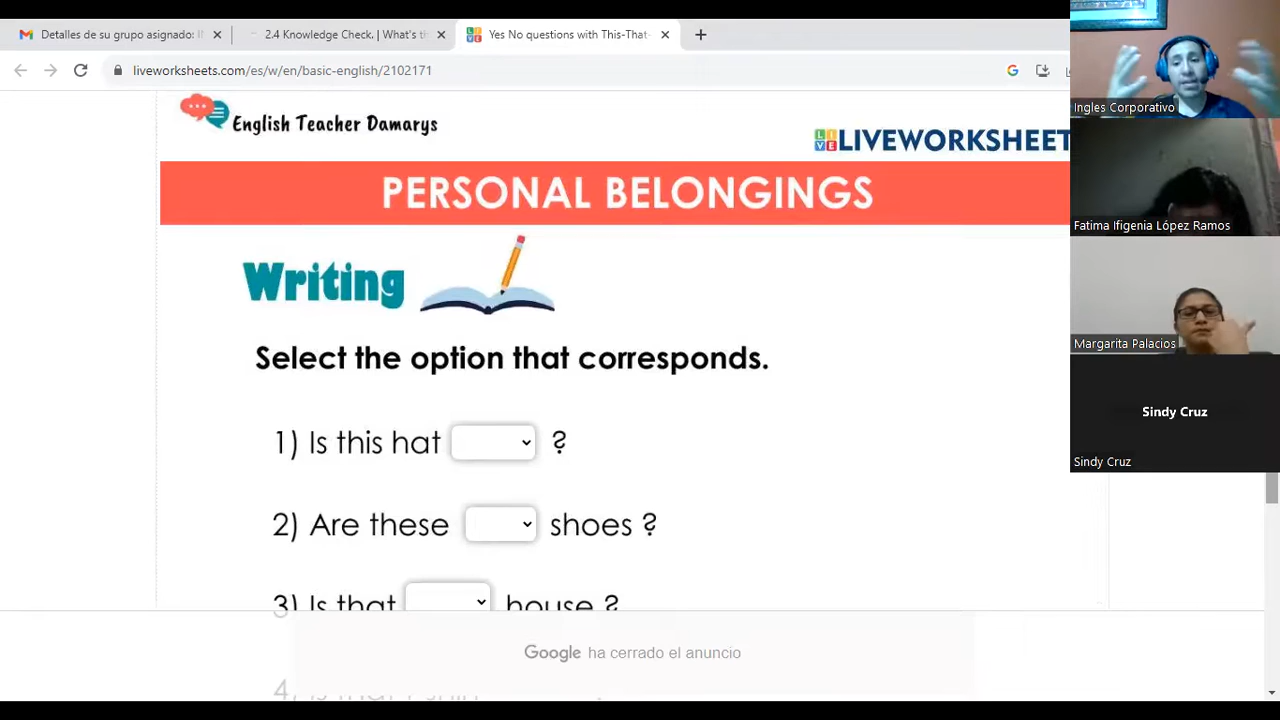 Detalles de su grupo asignado: I
2.4 Knowledge Check: Deman
Yes No questions with This-That-
liveworksheets.com/es/w/en/basic-english/2102171
English Teacher Damarys
LIVEWORKSHEET
PERSONAL BELONGINGS
Writing
Select the option that corresponds.
1) Is this hat ?
2) Are these shoes ?
3) Is that house ?
Google ha cerrado el anuncio
4)
Ingles Corporativo
Fatima Ifigenia López Ramos
Margarita Palacios
Sindy Cruz
Sindy Cruz